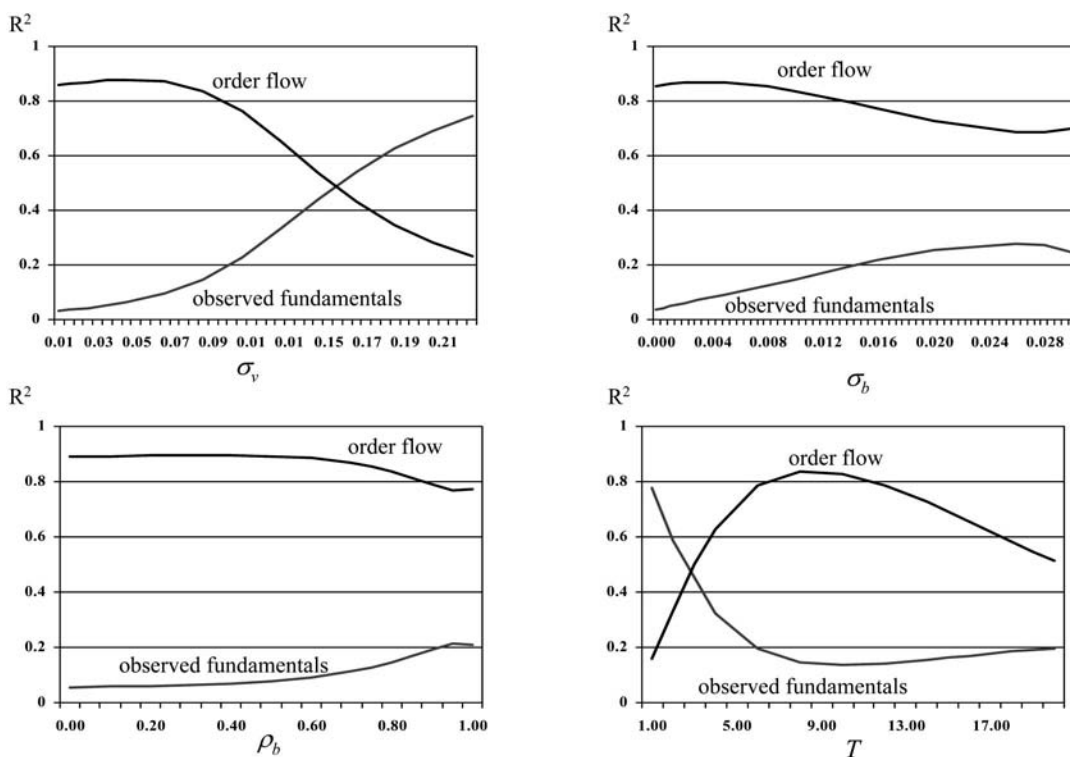 R²
1
order flow
0.8
0.6
0.4
0.2
observed fundamentals
0
0.01 0.03 0.05 0.07 0.09 0.01 0.01 0.15 0.17 0.19 0.21
σᵥ
R²
1
order flow
0.8
0.6
0.4
0.2
observed fundamentals
0
0.000 0.004 0.008 0.012 0.012 0.020 0.028
σ_b
R²
1
order flow
0.8
0.6
0.4
0.2
observed fundamentals
0
0.00 0.20 0.40 0.60 0.80 1.00
ρ_b
R²
1
order flow
0.8
0.6
0.4
0.2
observed fundamentals
0
1.00 5.00 9.00 13.00 17.00
T